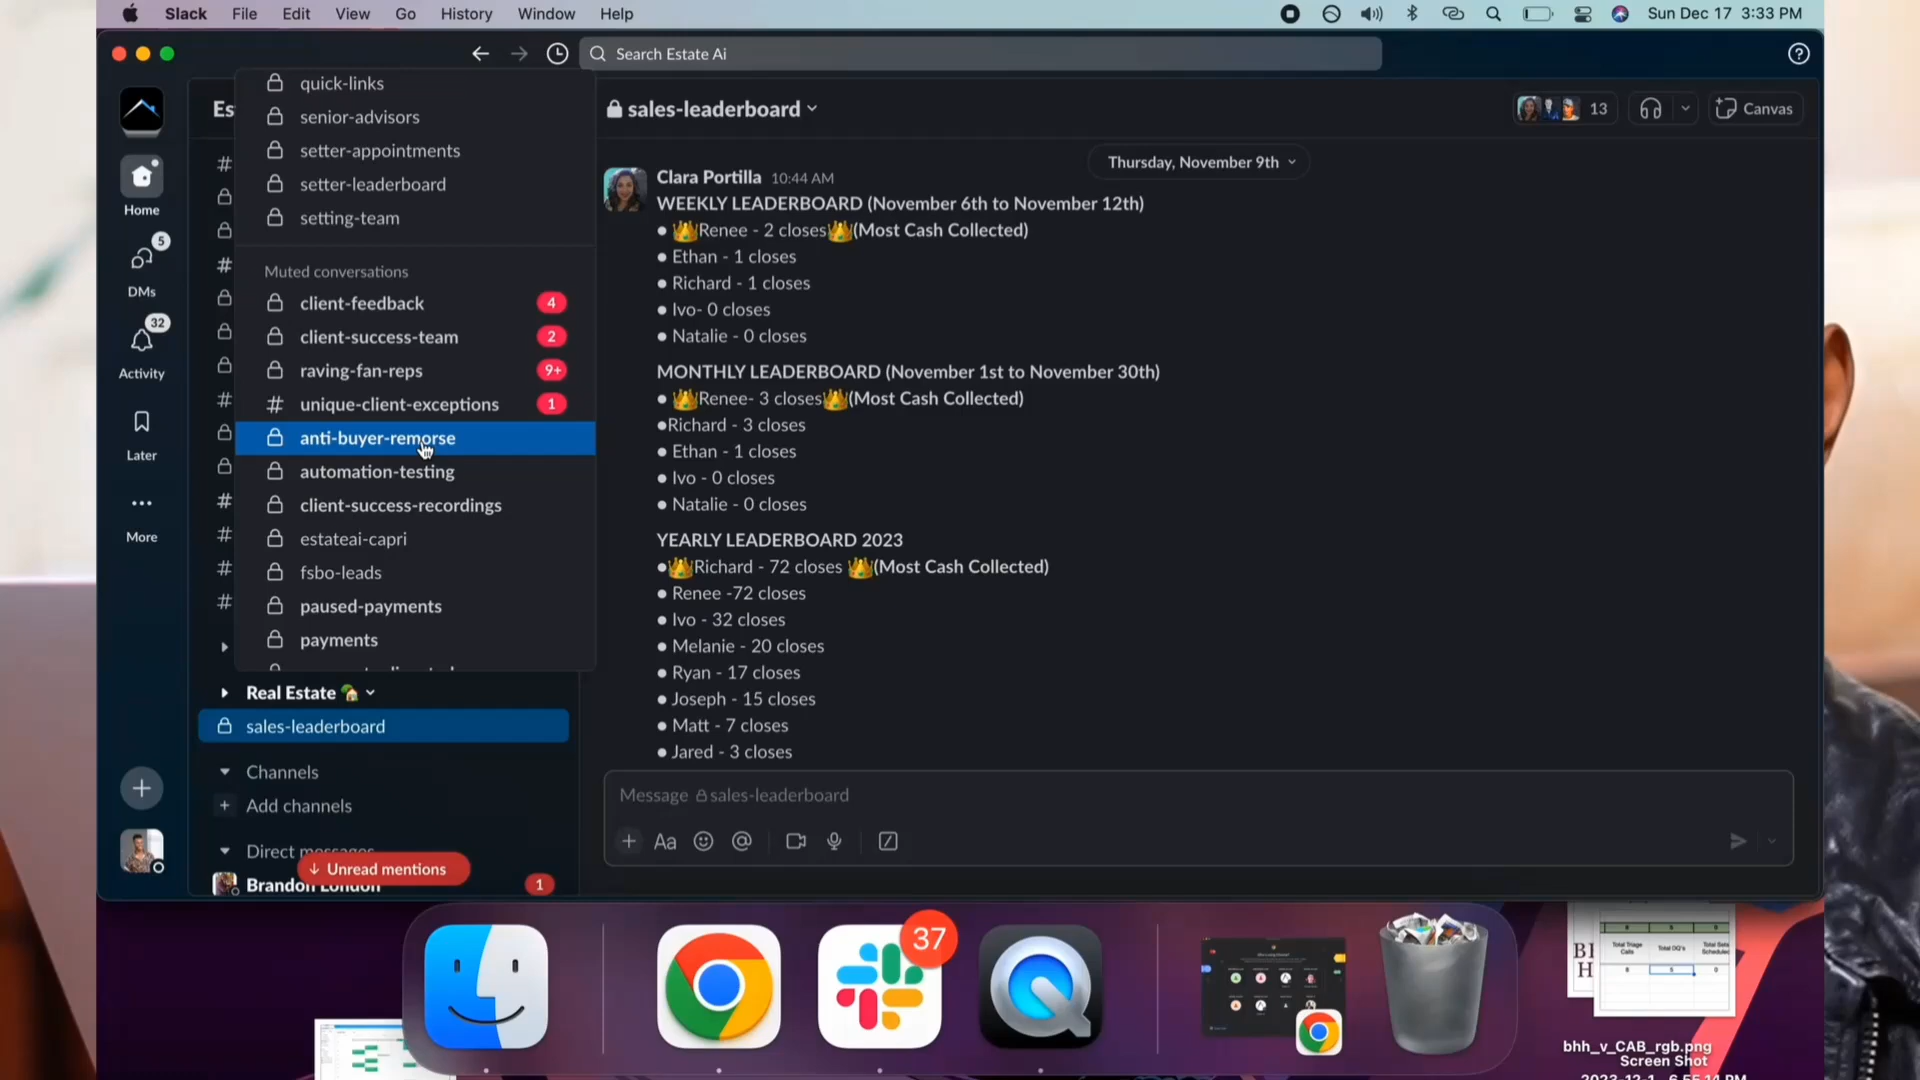 Slack File Edit View Go History Window Help
Sun Dec 17 3:33 PM
Search Estate Ai
Es
Home
5
DMs
32
Activity
Later
More
quick-links
senior-advisors
setter-appointments
setter-leaderboard
setting-team
Muted conversations
client-feedback 4
client-success-team 2
raving-fan-reps 9+
unique-client-exceptions 1
anti-buyer-remorse
automation-testing
client-success-recordings
estateai-capri
fsbo-leads
paused-payments
payments
Real Estate
sales-leaderboard
Channels
Add channels
Direct messages
Unread mentions
Brandon London 1
sales-leaderboard
13
Canvas
Thursday, November 9th
Clara Portilla 10:44 AM
WEEKLY LEADERBOARD (November 6th to November 12th)
• 👑Renee - 2 closes👑(Most Cash Collected)
• Ethan - 1 closes
• Richard - 1 closes
• Ivo- 0 closes
• Natalie - 0 closes
MONTHLY LEADERBOARD (November 1st to November 30th)
• 👑Renee- 3 closes👑(Most Cash Collected)
•Richard - 3 closes
• Ethan - 1 closes
• Ivo - 0 closes
• Natalie - 0 closes
YEARLY LEADERBOARD 2023
•👑Richard - 72 closes 👑(Most Cash Collected)
• Renee -72 closes
• Ivo - 32 closes
• Melanie - 20 closes
• Ryan - 17 closes
• Joseph - 15 closes
• Matt - 7 closes
• Jared - 3 closes
Message sales-leaderboard
Aa
37
Total Triage Calls
Total DQ's
8 5 0
bhh_v_CAB_rgb.png
Screen Shot